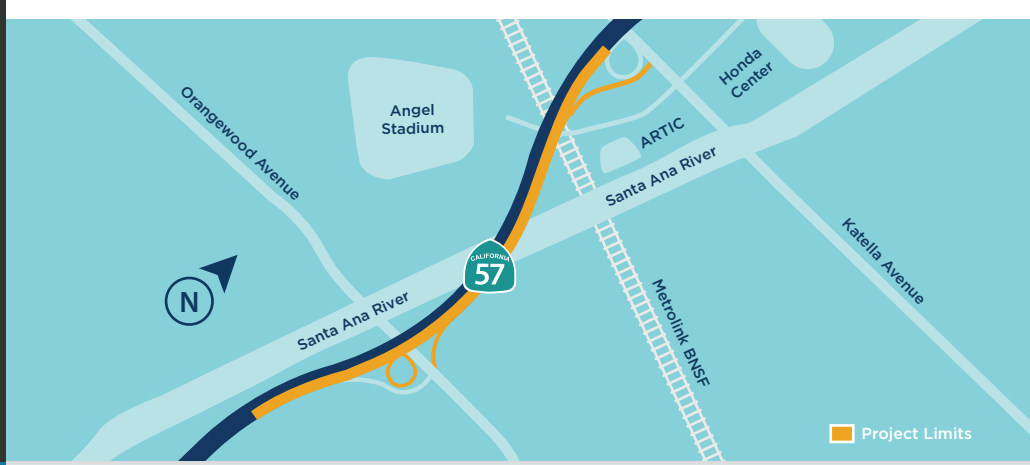 Honda
Center
Angel
Stadium
Orangewood Avenue
ARTIC
Santa Ana River
Katella Avenue
CALIFORNIA
57
N
Santa Ana River
Metrolink BNSF
Project Limits